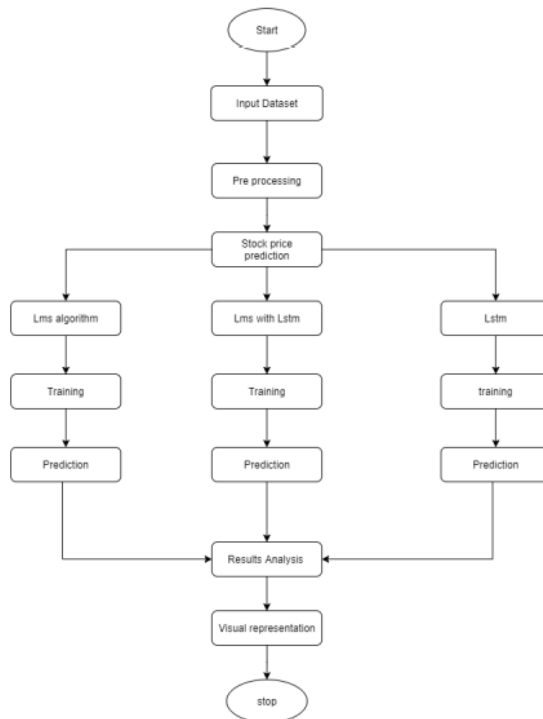 Start
Input Dataset
Pre processing
Stock price
prediction
Lms algorithm
Lms with Lstm
Lstm
Training
Training
training
Prediction
Prediction
Prediction
Results Analysis
Visual representation
stop